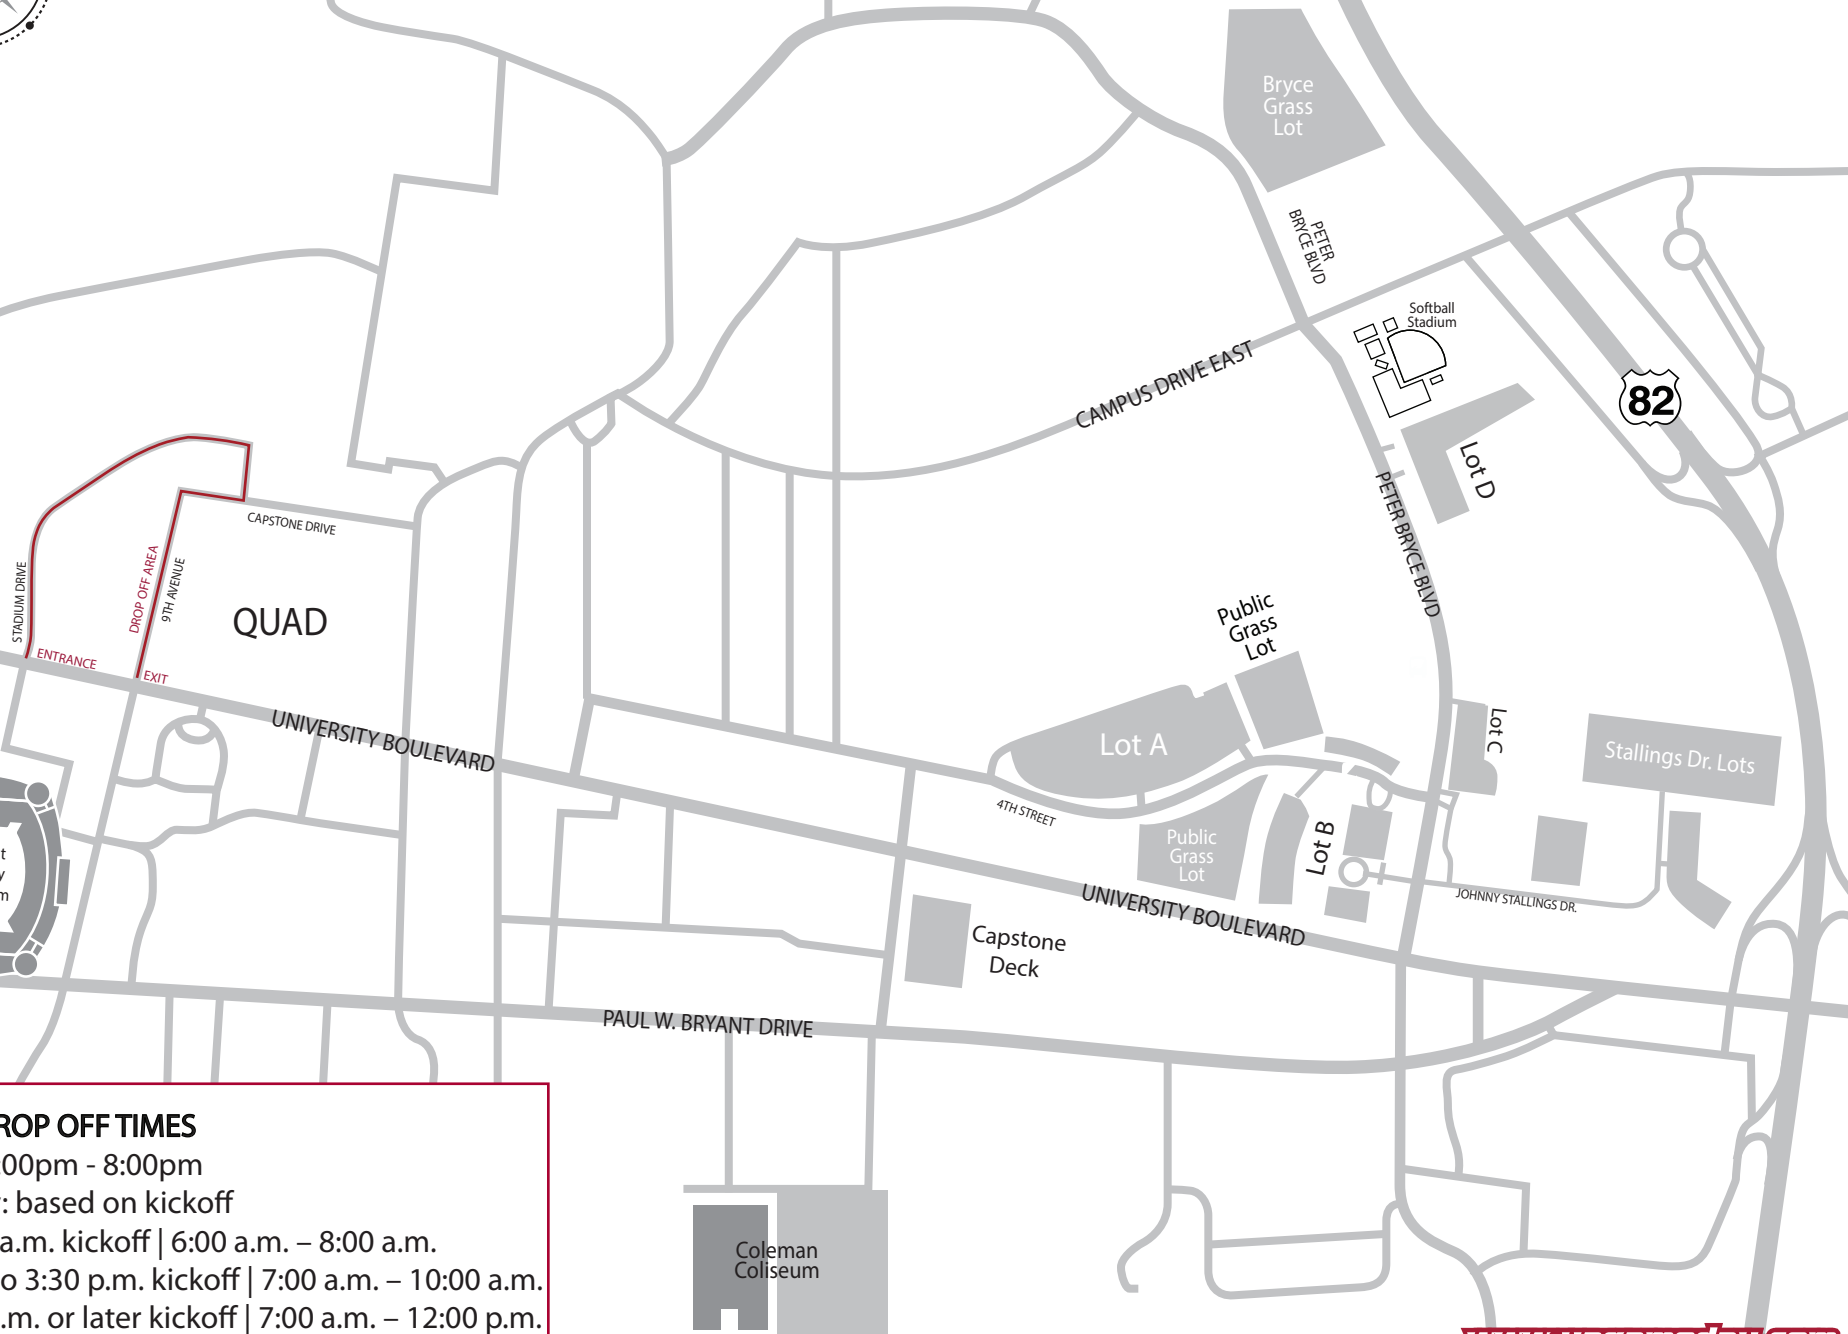 Bryce
Grass
Lot
PETER
BRYCE BLVD
Softball
Stadium
CAMPUS DRIVE EAST
82
Lot D
PETER BRYCE BLVD
CAPSTONE DRIVE
STADIUM DRIVE
DROP OFF AREA
9TH AVENUE
QUAD
ENTRANCE
EXIT
UNIVERSITY BOULEVARD
Public
Grass
Lot
Lot A
Lot C
Stallings Dr. Lots
4TH STREET
Public
Grass
Lot
Lot B
JOHNNY STALLINGS DR.
UNIVERSITY BOULEVARD
Capstone
Deck
PAUL W. BRYANT DRIVE
t
y
m
ROP OFF TIMES
:00pm - 8:00pm
: based on kickoff
a.m. kickoff | 6:00 a.m. – 8:00 a.m.
o 3:30 p.m. kickoff | 7:00 a.m. – 10:00 a.m.
.m. or later kickoff | 7:00 a.m. – 12:00 p.m.
Coleman
Coliseum